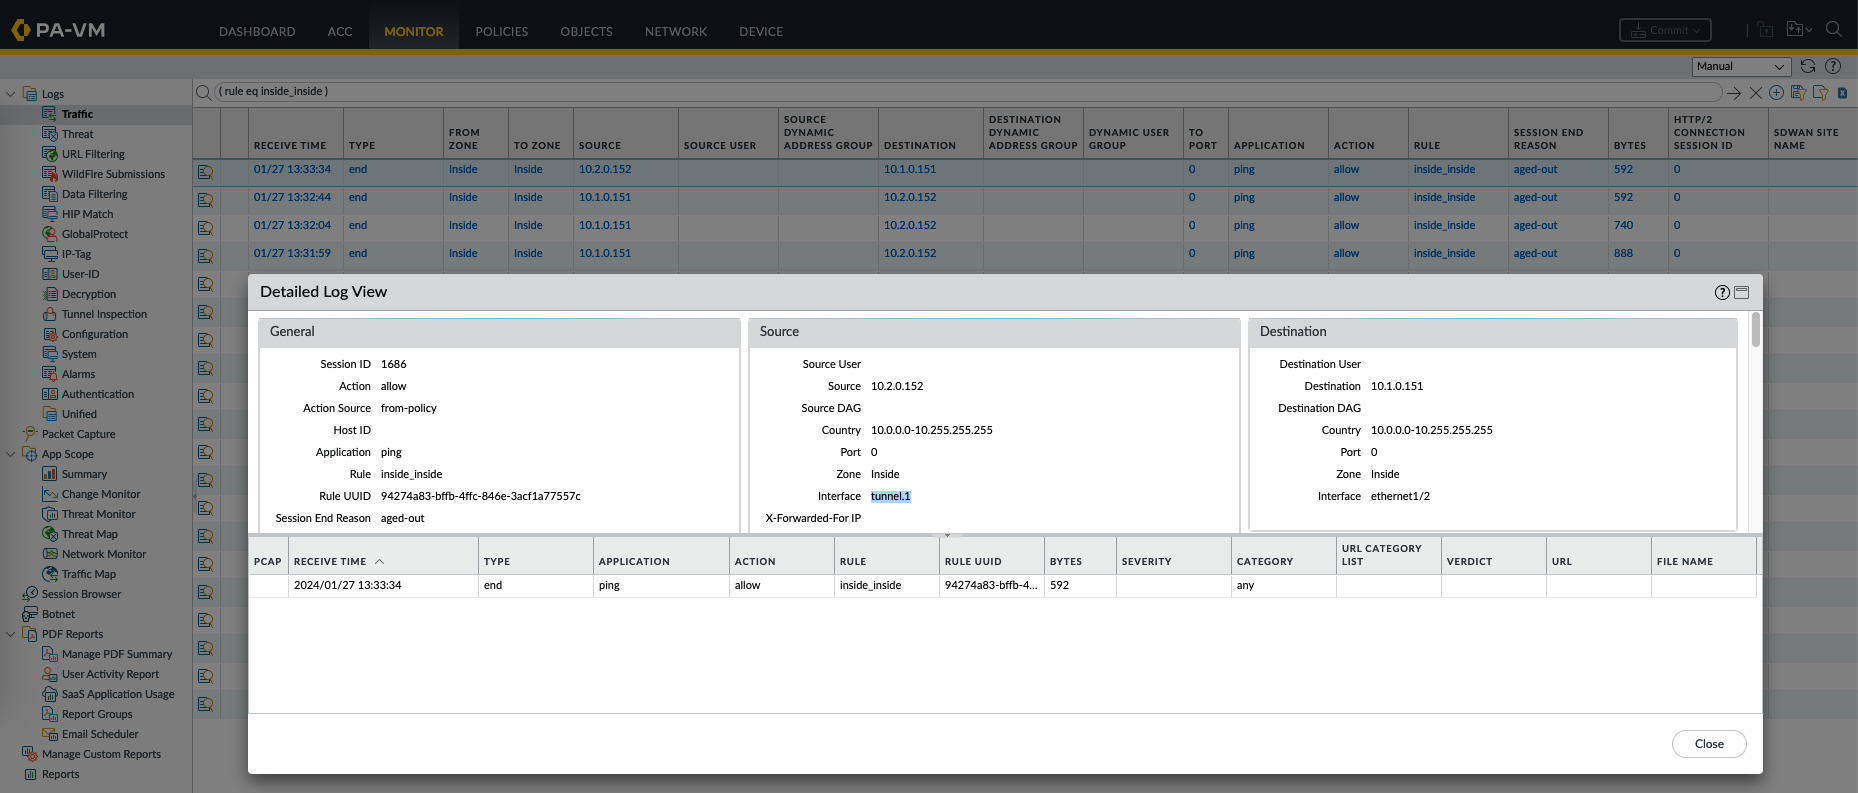 PA-VM
DASHBOARD ACC MONITOR POLICIES OBJECTS NETWORK DEVICE
Commit
Manual
( rule eq inside_inside )
Logs
Traffic
Threat
URL Filtering
WildFire Submissions
Data Filtering
HIP Match
GlobalProtect
IP-Tag
User-ID
Decryption
Tunnel Inspection
Configuration
System
Alarms
Authentication
Unified
Packet Capture
App Scope
Summary
Change Monitor
Threat Monitor
Threat Map
Network Monitor
Traffic Map
Session Browser
Botnet
PDF Reports
Manage PDF Summary
User Activity Report
SaaS Application Usage
Report Groups
Email Scheduler
Manage Custom Reports
Reports
RECEIVE TIME TYPE FROM ZONE TO ZONE SOURCE SOURCE USER SOURCE DYNAMIC ADDRESS GROUP DESTINATION DESTINATION DYNAMIC ADDRESS GROUP DYNAMIC USER GROUP TO PORT APPLICATION ACTION RULE SESSION END REASON BYTES HTTP/2 CONNECTION SESSION ID SDWAN SITE NAME
01/27 13:33:34 end Inside Inside 10.2.0.152 10.1.0.151 0 ping allow inside_inside aged-out 592 0
01/27 13:32:44 end Inside Inside 10.1.0.151 10.2.0.152 0 ping allow inside_inside aged-out 592 0
01/27 13:32:04 end Inside Inside 10.1.0.151 10.2.0.152 0 ping allow inside_inside aged-out 740 0
01/27 13:31:59 end Inside Inside 10.1.0.151 10.2.0.152 0 ping allow inside_inside aged-out 888 0
Detailed Log View
General
Session ID 1686
Action allow
Action Source from-policy
Host ID
Application ping
Rule inside_inside
Rule UUID 94274a83-bffb-4ffc-846e-3acf1a77557c
Session End Reason aged-out
Source
Source User
Source 10.2.0.152
Source DAG
Country 10.0.0.0-10.255.255.255
Port 0
Zone Inside
Interface tunnel.1
X-Forwarded-For IP
Destination
Destination User
Destination 10.1.0.151
Destination DAG
Country 10.0.0.0-10.255.255.255
Port 0
Zone Inside
Interface ethernet1/2
PCAP RECEIVE TIME TYPE APPLICATION ACTION RULE RULE UUID BYTES SEVERITY CATEGORY URL CATEGORY LIST VERDICT URL FILE NAME
2024/01/27 13:33:34 end ping allow inside_inside 94274a83-bffb-4... 592 any
Close